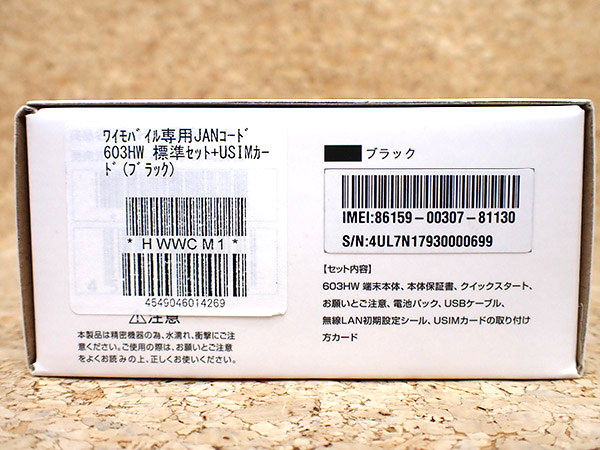 ﾜｲﾓﾊﾞｲﾙ専用JANｺｰﾄﾞ
603HW 標準ｾｯﾄ+USIMｶｰ
ﾄﾞ(ﾌﾞﾗｯｸ)
* HWWCM1 *
4549046014269
⚠注意
本製品は精密機器の為、水濡れ、衝撃にご注
意ください。ご使用の際は、お願いとご注意
をよくお読みの上、正しくお使いください。
ブラック
IMEI:86159-00307-81130
S/N:4UL7N17930000699
【セット内容】
603HW 端末本体、本体保証書、クイックスタート、
お願いとご注意、電池パック、USBケーブル、
無線LAN初期設定シール、USIMカードの取り付け
方カード